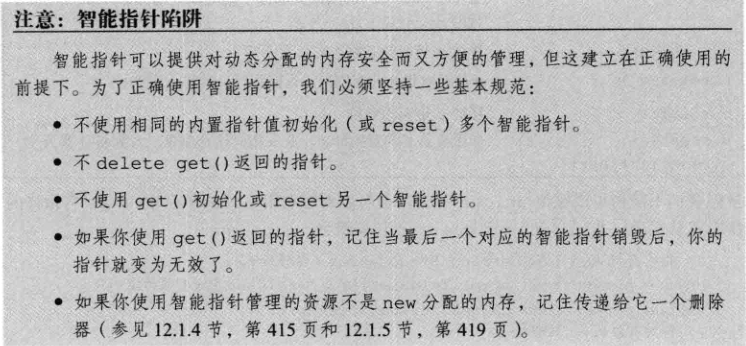 注意：智能指针陷阱
智能指针可以提供对动态分配的内存安全而又方便的管理，但这建立在正确使用的
前提下。为了正确使用智能指针，我们必须坚持一些基本规范：
● 不使用相同的内置指针值初始化（或 reset）多个智能指针。
● 不 delete get()返回的指针。
● 不使用 get()初始化或 reset 另一个智能指针。
● 如果你使用 get()返回的指针，记住当最后一个对应的智能指针销毁后，你的
指针就变为无效了。
● 如果你使用智能指针管理的资源不是 new 分配的内存，记住传递给它一个删除
器（参见 12.1.4 节，第 415 页和 12.1.5 节，第 419 页）。